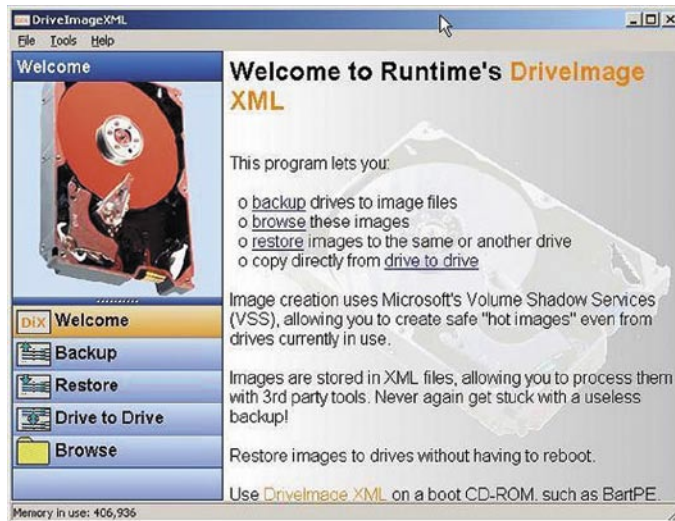 DiX DriveImageXML
File Tools Help
Welcome
Welcome to Runtime's DriveImage
XML
This program lets you:
o backup drives to image files
o browse these images
o restore images to the same or another drive
o copy directly from drive to drive
Image creation uses Microsoft's Volume Shadow Services
(VSS), allowing you to create safe "hot images" even from
drives currently in use.
Images are stored in XML files, allowing you to process them
with 3rd party tools. Never again get stuck with a useless
backup!
Restore images to drives without having to reboot.
Use DriveImage XML on a boot CD-ROM, such as BartPE.
DiX Welcome
Backup
Restore
Drive to Drive
Browse
Memory in use: 406,936